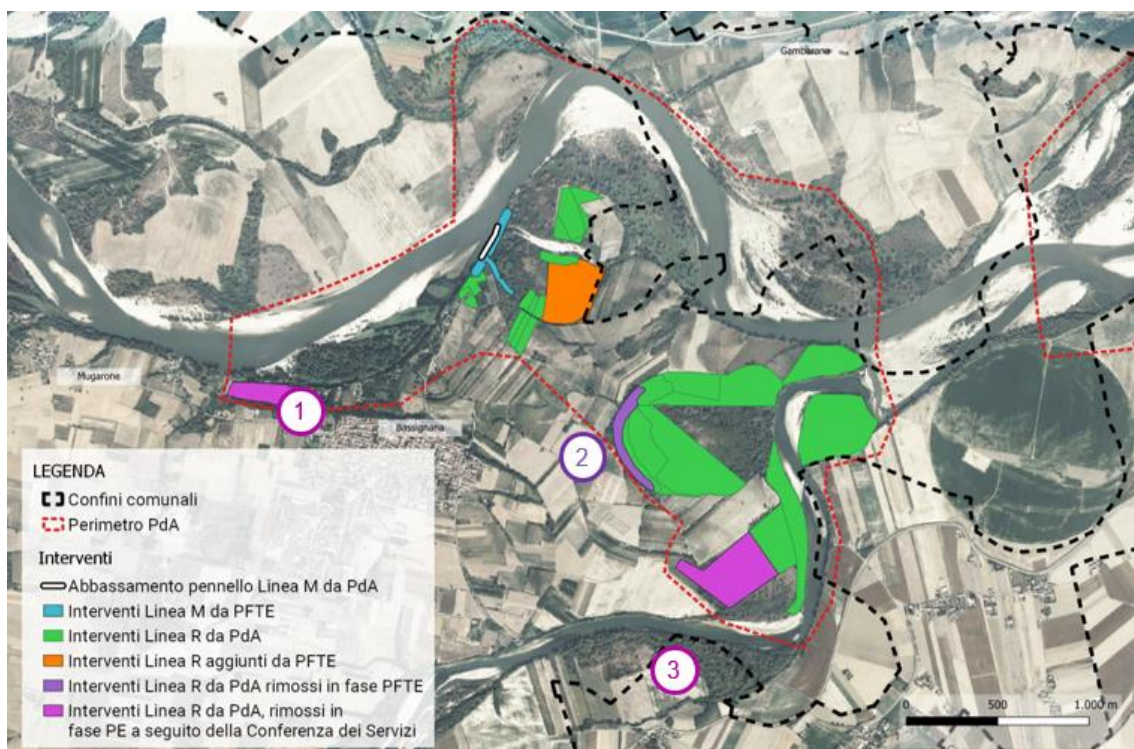 Gambarana
Mugarone
1
Bassignana
2
LEGENDA
Confini comunali
Perimetro PdA
Interventi
Abbassamento pennello Linea M da PdA
Interventi Linea M da PFTE
Interventi Linea R da PdA
Interventi Linea R aggiunti da PFTE
Interventi Linea R da PdA rimossi in fase PFTE
Interventi Linea R da PdA, rimossi in
fase PE a seguito della Conferenza dei Servizi
3
0 500 1.000 m